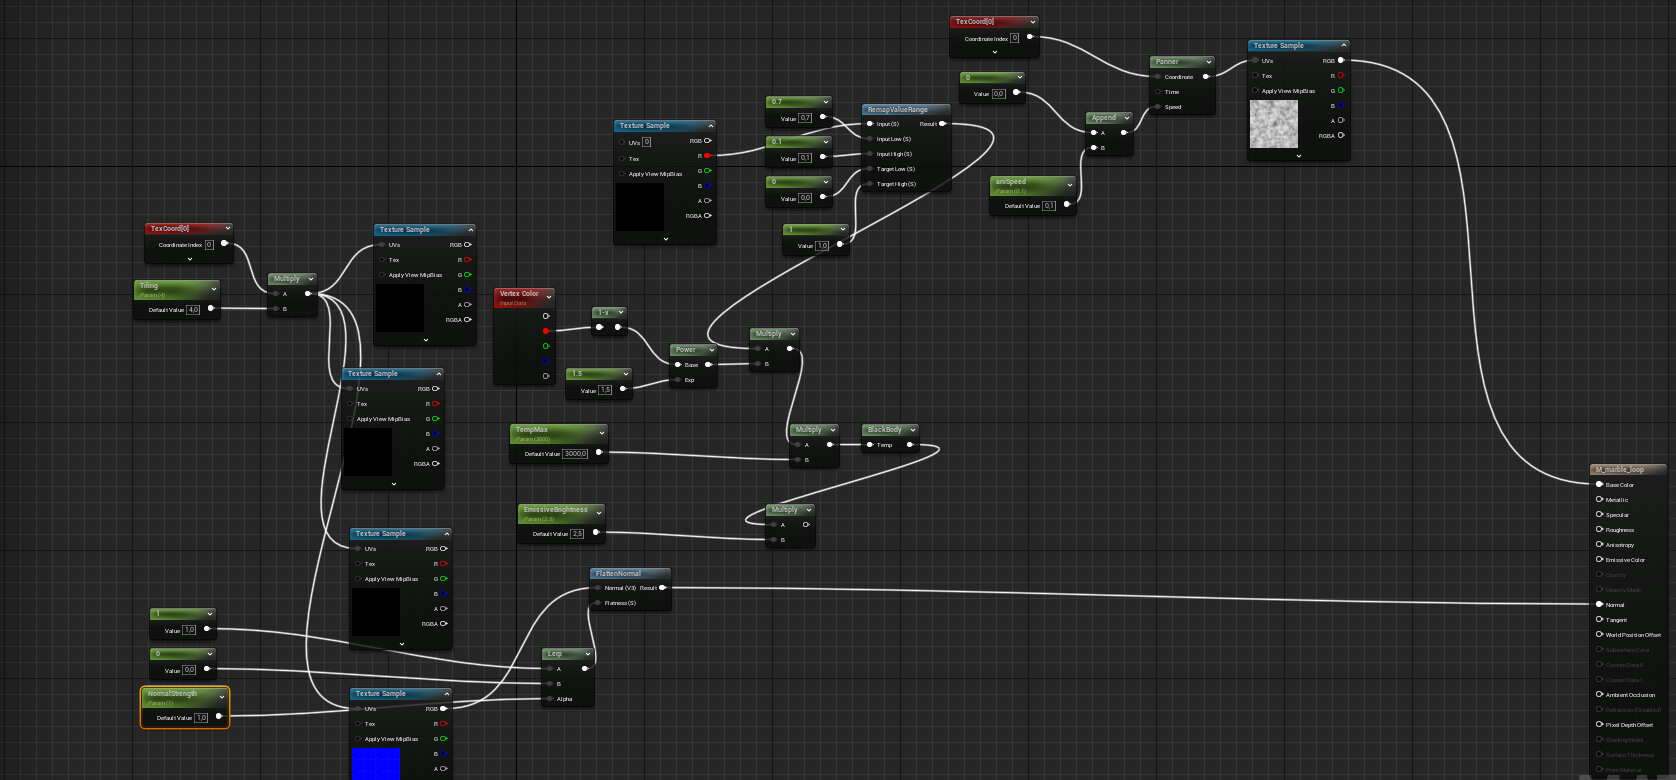 TexCoord[0]
Coordinate Index 0
0
Value 0,0
Panner
Coordinate
Time
Speed
Texture Sample
UVs RGB
Tex R
Apply View MipBias G
B
A
RGBA
Append
A
B
aniSpeed
Param (0.1)
Default Value 0,1
0.7
Value 0,7
0.1
Value 0,1
0
Value 0,0
1
Value 1,0
RemapValueRange
Input (S) Result
Input Low (S)
Input High (S)
Target Low (S)
Target High (S)
Texture Sample
UVs 0 RGB
Tex R
Apply View MipBias G
B
A
RGBA
TexCoord[0]
Coordinate Index 0
Tiling
Param (4)
Default Value 4,0
Multiply
A
B
Texture Sample
UVs RGB
Tex R
Apply View MipBias G
B
A
RGBA
Vertex Color
Input Data
1-x
Power
Base
Exp
1.5
Value 1,5
Multiply
A
B
Texture Sample
UVs RGB
Tex R
Apply View MipBias G
B
A
RGBA
TempMax
Param (3000)
Default Value 3000,0
Multiply
A
B
BlackBody
Temp
EmissiveBrightness
Param (2.5)
Default Value 2,5
Multiply
A
B
Texture Sample
UVs RGB
Tex R
Apply View MipBias G
B
A
RGBA
FlattenNormal
Normal (V3) Result
Flatness (S)
1
Value 1,0
0
Value 0,0
NormalStrength
Param (1)
Default Value 1,0
Lerp
A
B
Alpha
Texture Sample
UVs RGB
Tex R
Apply View MipBias G
B
A
M_marble_loop
Base Color
Metallic
Specular
Roughness
Anisotropy
Emissive Color
Opacity
Opacity Mask
Normal
Tangent
World Position Offset
Subsurface Color
Custom Data 0
Custom Data 1
Ambient Occlusion
Refraction (Disabled)
Pixel Depth Offset
Shading Model
Surface Thickness
Front Material